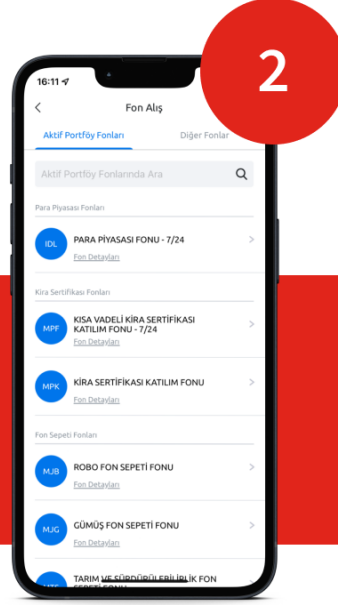 2
16:11
Fon Alış
Aktif Portföy Fonları
Diğer Fonlar
Aktif Portföy Fonlarında Ara
Para Piyasası Fonları
IDL
PARA PİYASASI FONU - 7/24
Fon Detayları
Kira Sertifikası Fonları
MPF
KISA VADELİ KİRA SERTİFİKASI
KATILIM FONU - 7/24
Fon Detayları
MPK
KİRA SERTİFİKASI KATILIM FONU
Fon Detayları
Fon Sepeti Fonları
MJB
ROBO FON SEPETİ FONU
Fon Detayları
MJG
GÜMÜŞ FON SEPETİ FONU
Fon Detayları
TARIM VE SÜRDÜRÜLEBİLİRLİK FON
SEPETİ FONU